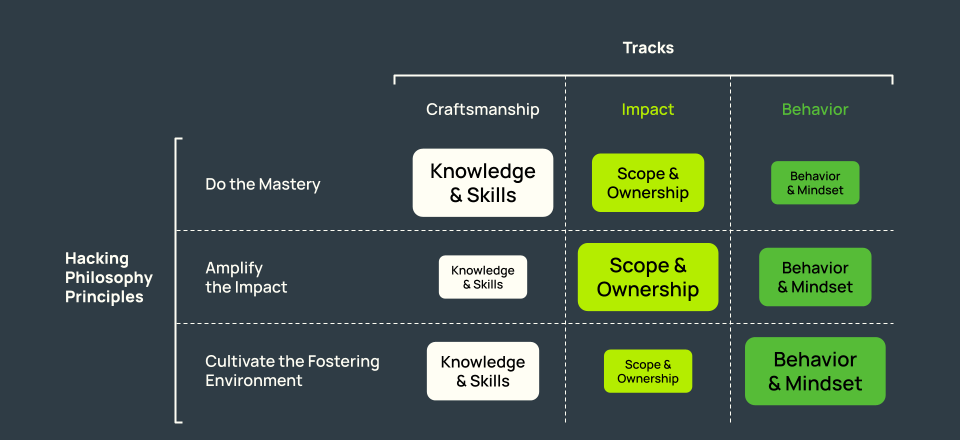 Tracks
Craftsmanship
Impact
Behavior
Hacking
Philosophy
Principles
Do the Mastery
Knowledge
& Skills
Scope &
Ownership
Behavior
& Mindset
Amplify
the Impact
Knowledge
& Skills
Scope &
Ownership
Behavior
& Mindset
Cultivate the Fostering
Environment
Knowledge
& Skills
Scope &
Ownership
Behavior
& Mindset